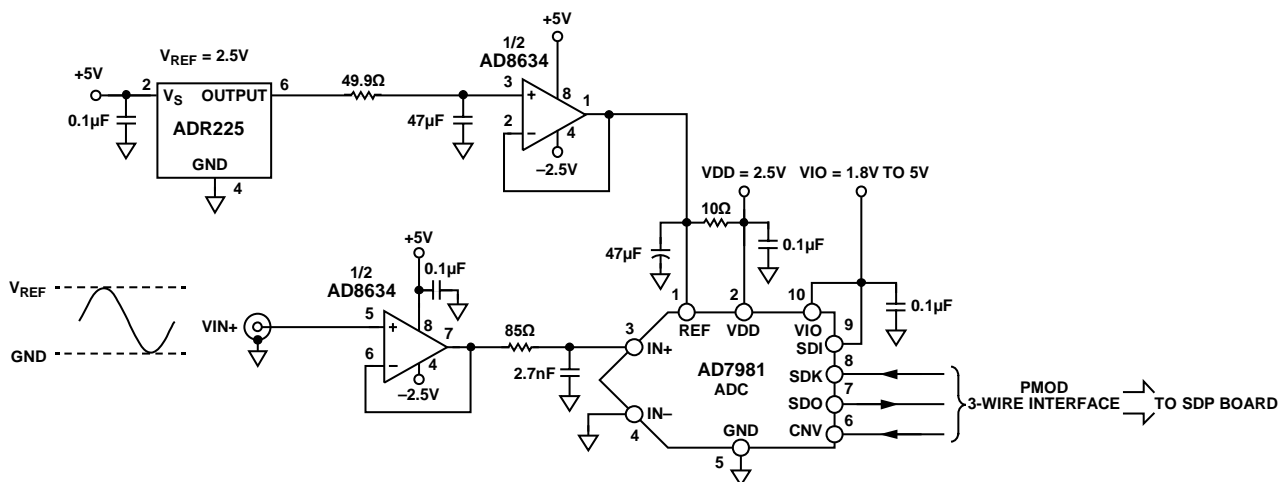 V_REF = 2.5V
+5V
2
V_S
OUTPUT
6
0.1µF
ADR225
GND
4
49.9Ω
47µF
1/2
AD8634
+5V
3
+
8
1
2
–
4
–2.5V
VDD = 2.5V
VIO = 1.8V TO 5V
10Ω
47µF
0.1µF
0.1µF
V_REF
GND
VIN+
1/2
AD8634
+5V
0.1µF
5
+
8
7
6
–
4
–2.5V
85Ω
2.7nF
1
REF
2
VDD
10
VIO
9
SDI
3
IN+
AD7981
ADC
8
SDK
7
SDO
6
CNV
IN–
4
GND
5
PMOD
3-WIRE INTERFACE
TO SDP BOARD